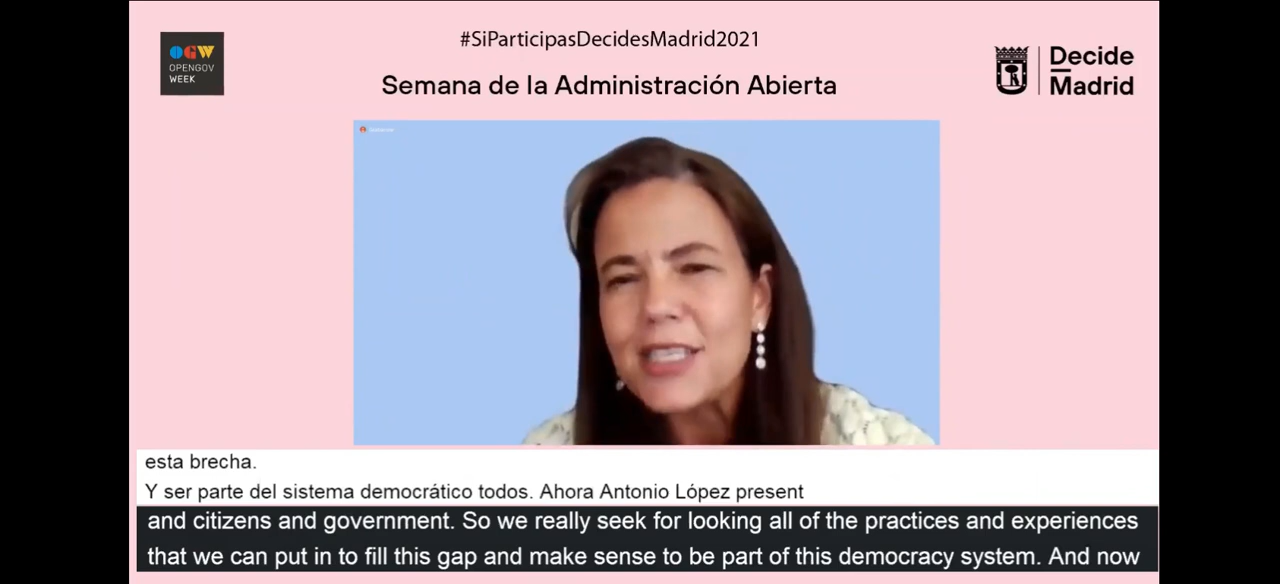 #SiParticipasDecidesMadrid2021
OGW
OPENGOV
WEEK
Semana de la Administración Abierta
Decide
Madrid
esta brecha.
Y ser parte del sistema democrático todos. Ahora Antonio López present
and citizens and government. So we really seek for looking all of the practices and experiences
that we can put in to fill this gap and make sense to be part of this democracy system. And now